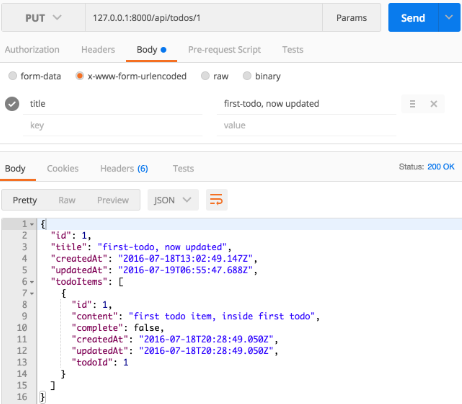 PUT 127.0.0.1:8000/api/todos/1 Params Send
Authorization Headers Body Pre-request Script Tests
form-data x-www-form-urlencoded raw binary
title first-todo, now updated
key value
Body Cookies Headers (6) Tests Status: 200 OK
Pretty Raw Preview JSON
1 {
2 "id": 1,
3 "title": "first-todo, now updated",
4 "createdAt": "2016-07-18T13:02:49.147Z",
5 "updatedAt": "2016-07-19T06:55:47.688Z",
6 "todoItems": [
7 {
8 "id": 1,
9 "content": "first todo item, inside first todo",
10 "complete": false,
11 "createdAt": "2016-07-18T20:28:49.050Z",
12 "updatedAt": "2016-07-18T20:28:49.050Z",
13 "todoId": 1
14 }
15 ]
16 }